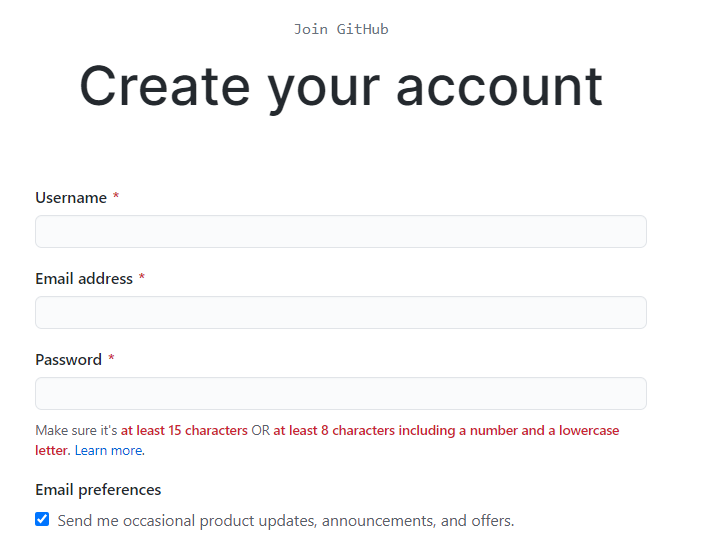 Join GitHub
Create your account
Username *
Email address *
Password *
Make sure it's at least 15 characters OR at least 8 characters including a number and a lowercase
letter. Learn more.
Email preferences
Send me occasional product updates, announcements, and offers.